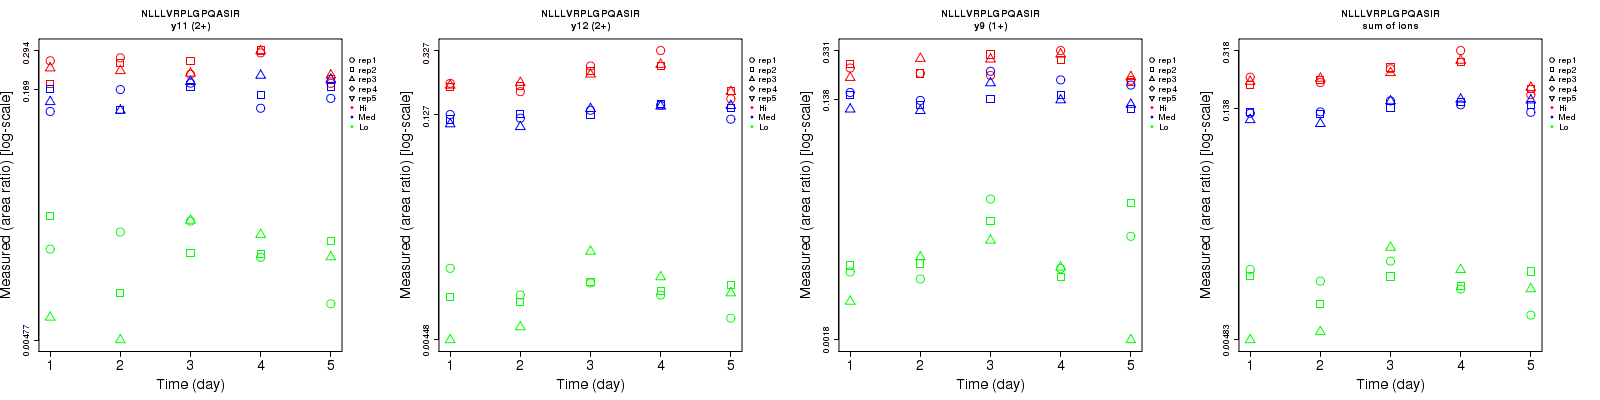 NLLLVRPLGPQASIR
y11 (2+)
Measured (area ratio) [log-scale]
0.294
0.169
0.00477
1 2 3 4 5
Time (day)
rep1
rep2
rep3
rep4
rep5
Hi
Med
Lo
NLLLVRPLGPQASIR
y12 (2+)
Measured (area ratio) [log-scale]
0.327
0.127
0.00448
1 2 3 4 5
Time (day)
rep1
rep2
rep3
rep4
rep5
Hi
Med
Lo
NLLLVRPLGPQASIR
y9 (1+)
Measured (area ratio) [log-scale]
0.331
0.138
0.0018
1 2 3 4 5
Time (day)
rep1
rep2
rep3
rep4
rep5
Hi
Med
Lo
NLLLVRPLGPQASIR
sum of ions
Measured (area ratio) [log-scale]
0.318
0.138
0.00483
1 2 3 4 5
Time (day)
rep1
rep2
rep3
rep4
rep5
Hi
Med
Lo